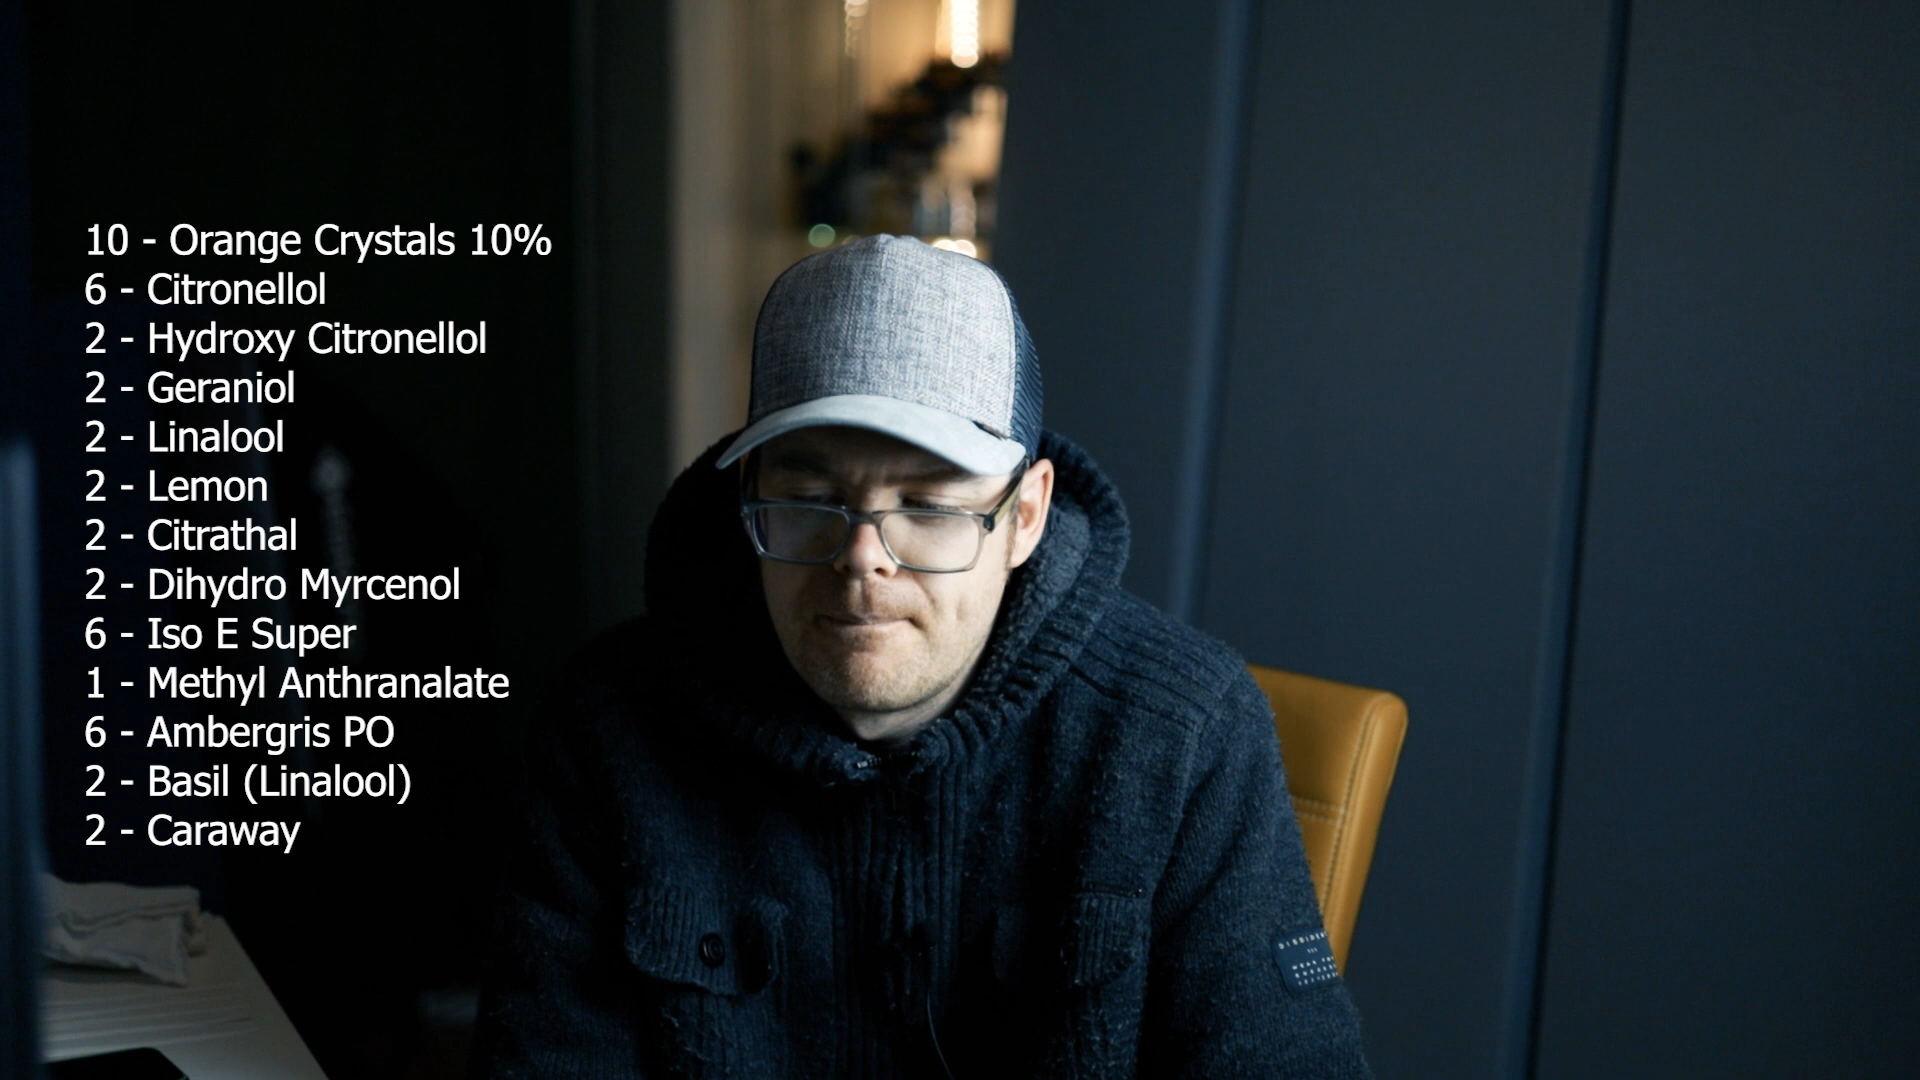 10 - Orange Crystals 10%
6 - Citronellol
2 - Hydroxy Citronellol
2 - Geraniol
2 - Linalool
2 - Lemon
2 - Citrathal
2 - Dihydro Myrcenol
6 - Iso E Super
1 - Methyl Anthranalate
6 - Ambergris PO
2 - Basil (Linalool)
2 - Caraway